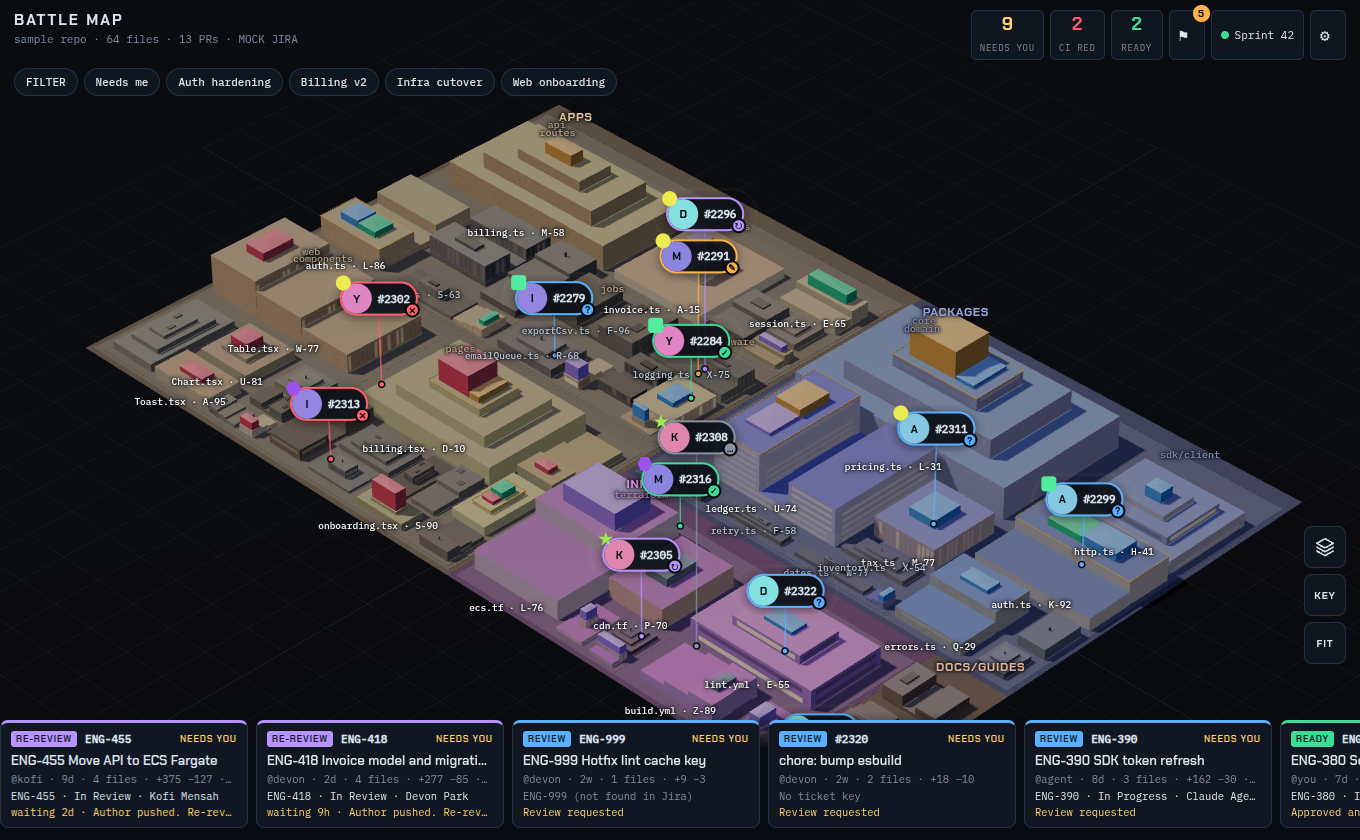 BATTLE MAP
sample repo · 64 files · 13 PRs · MOCK JIRA
9
NEEDS YOU
2
CI RED
2
READY
5
Sprint 42
FILTER
Needs me
Auth hardening
Billing v2
Infra cutover
Web onboarding
APPS
api
routes
D #2296
billing.ts · M-58
M #2291
web
components
auth.ts · L-86
Y #2302
S-63
I #2279
jobs
invoice.ts · A-15
session.ts · E-65
PACKAGES
core
domain
exportCsv.ts · F-96
Y #2284
Table.tsx · W-77
pages
emailQueue.ts · R-68
logging.ts · X-75
Chart.tsx · U-81
Toast.tsx · A-95
I #2313
K #2308
A #2311
billing.tsx · D-10
sdk/client
pricing.ts · L-31
M #2316
terraform
A #2299
ledger.ts · U-74
onboarding.tsx · S-90
retry.ts · F-58
K #2305
http.ts · H-41
tax.ts · M-77
inventory.ts · X-54
dates.ts · W-77
D #2322
ecs.tf · L-76
auth.ts · K-92
cdn.tf · P-70
errors.ts · Q-29
DOCS/GUIDES
lint.yml · E-55
build.yml · Z-89
KEY
FIT
RE-REVIEW ENG-455 NEEDS YOU
ENG-455 Move API to ECS Fargate
@kofi · 9d · 4 files · +375 -127 ·…
ENG-455 · In Review · Kofi Mensah
waiting 2d · Author pushed. Re-rev…
RE-REVIEW ENG-418 NEEDS YOU
ENG-418 Invoice model and migrati…
@devon · 2d · 4 files · +277 -85 ·…
ENG-418 · In Review · Devon Park
waiting 9h · Author pushed. Re-rev…
REVIEW ENG-999 NEEDS YOU
ENG-999 Hotfix lint cache key
@devon · 2w · 1 files · +9 -3
ENG-999 (not found in Jira)
Review requested
REVIEW #2320 NEEDS YOU
chore: bump esbuild
@devon · 2w · 2 files · +18 -10
No ticket key
Review requested
REVIEW ENG-390 NEEDS YOU
ENG-390 SDK token refresh
@agent · 8d · 3 files · +162 -30 ·…
ENG-390 · In Progress · Claude Age…
Review requested
READY
ENG-380 Se
@you · 7d ·
ENG-380 · I
Approved an